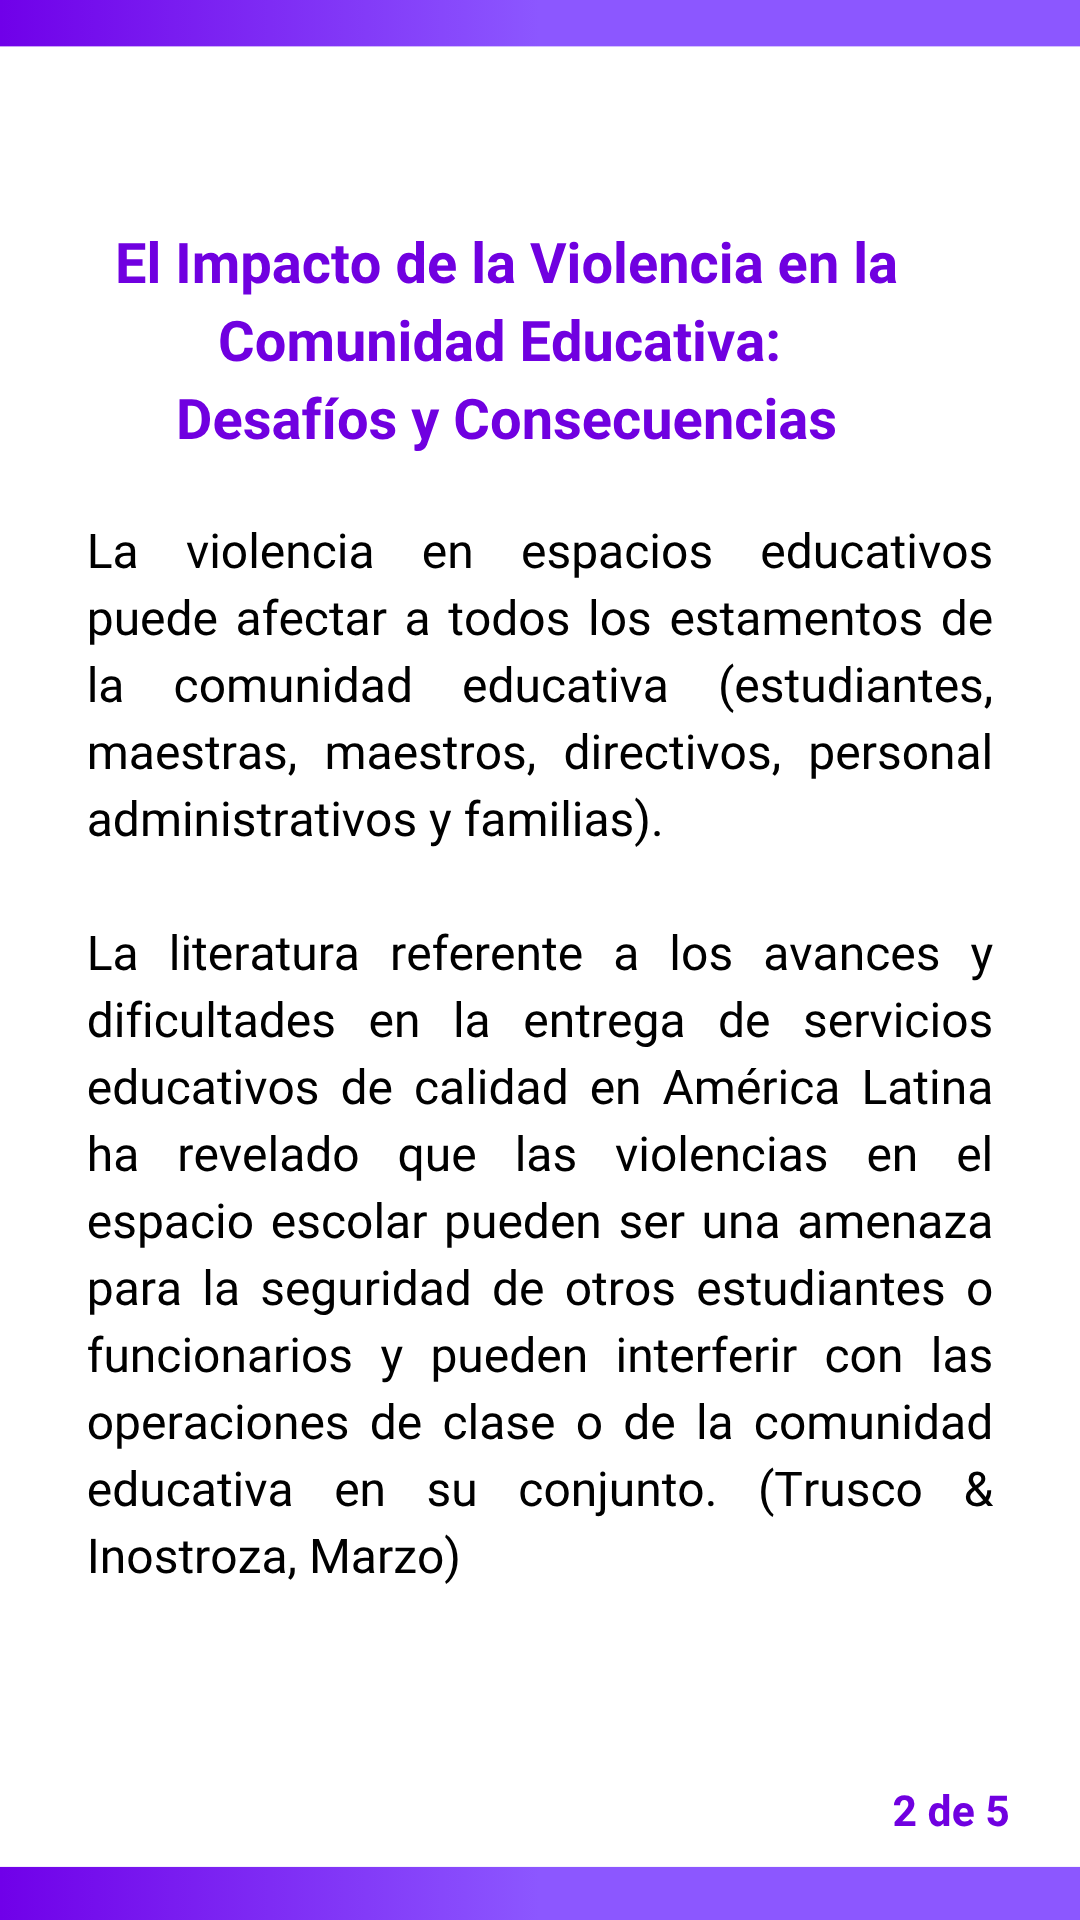 El Impacto de la Violencia en la
Comunidad Educativa:
Desafíos y Consecuencias
La violencia en espacios educativos
puede afectar a todos los estamentos de
la comunidad educativa (estudiantes,
maestras, maestros, directivos, personal
administrativos y familias).
La literatura referente a los avances y
dificultades en la entrega de servicios
educativos de calidad en América Latina
ha revelado que las violencias en el
espacio escolar pueden ser una amenaza
para la seguridad de otros estudiantes o
funcionarios y pueden interferir con las
operaciones de clase o de la comunidad
educativa en su conjunto. (Trusco &
Inostroza, Marzo)
2 de 5